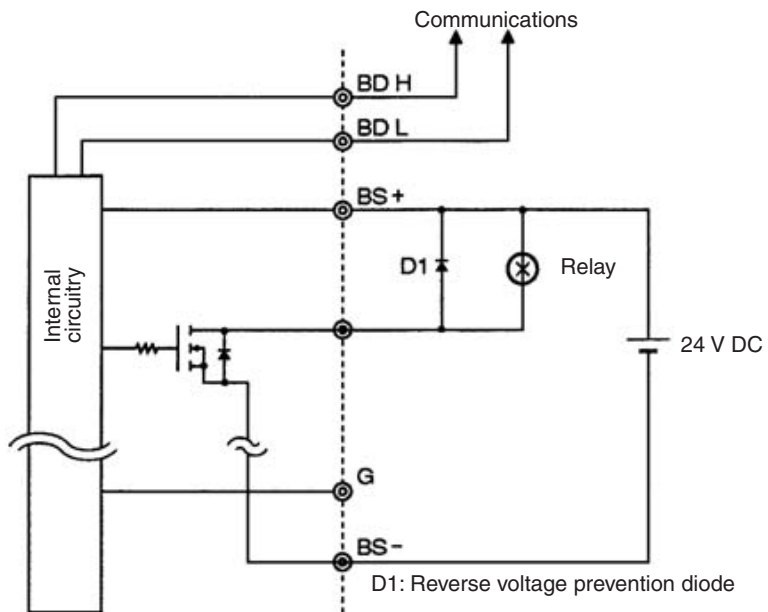 Communications
BD H
BD L
BS +
Internal
circuitry
D1
Relay
24 V DC
G
BS−
D1: Reverse voltage prevention diode